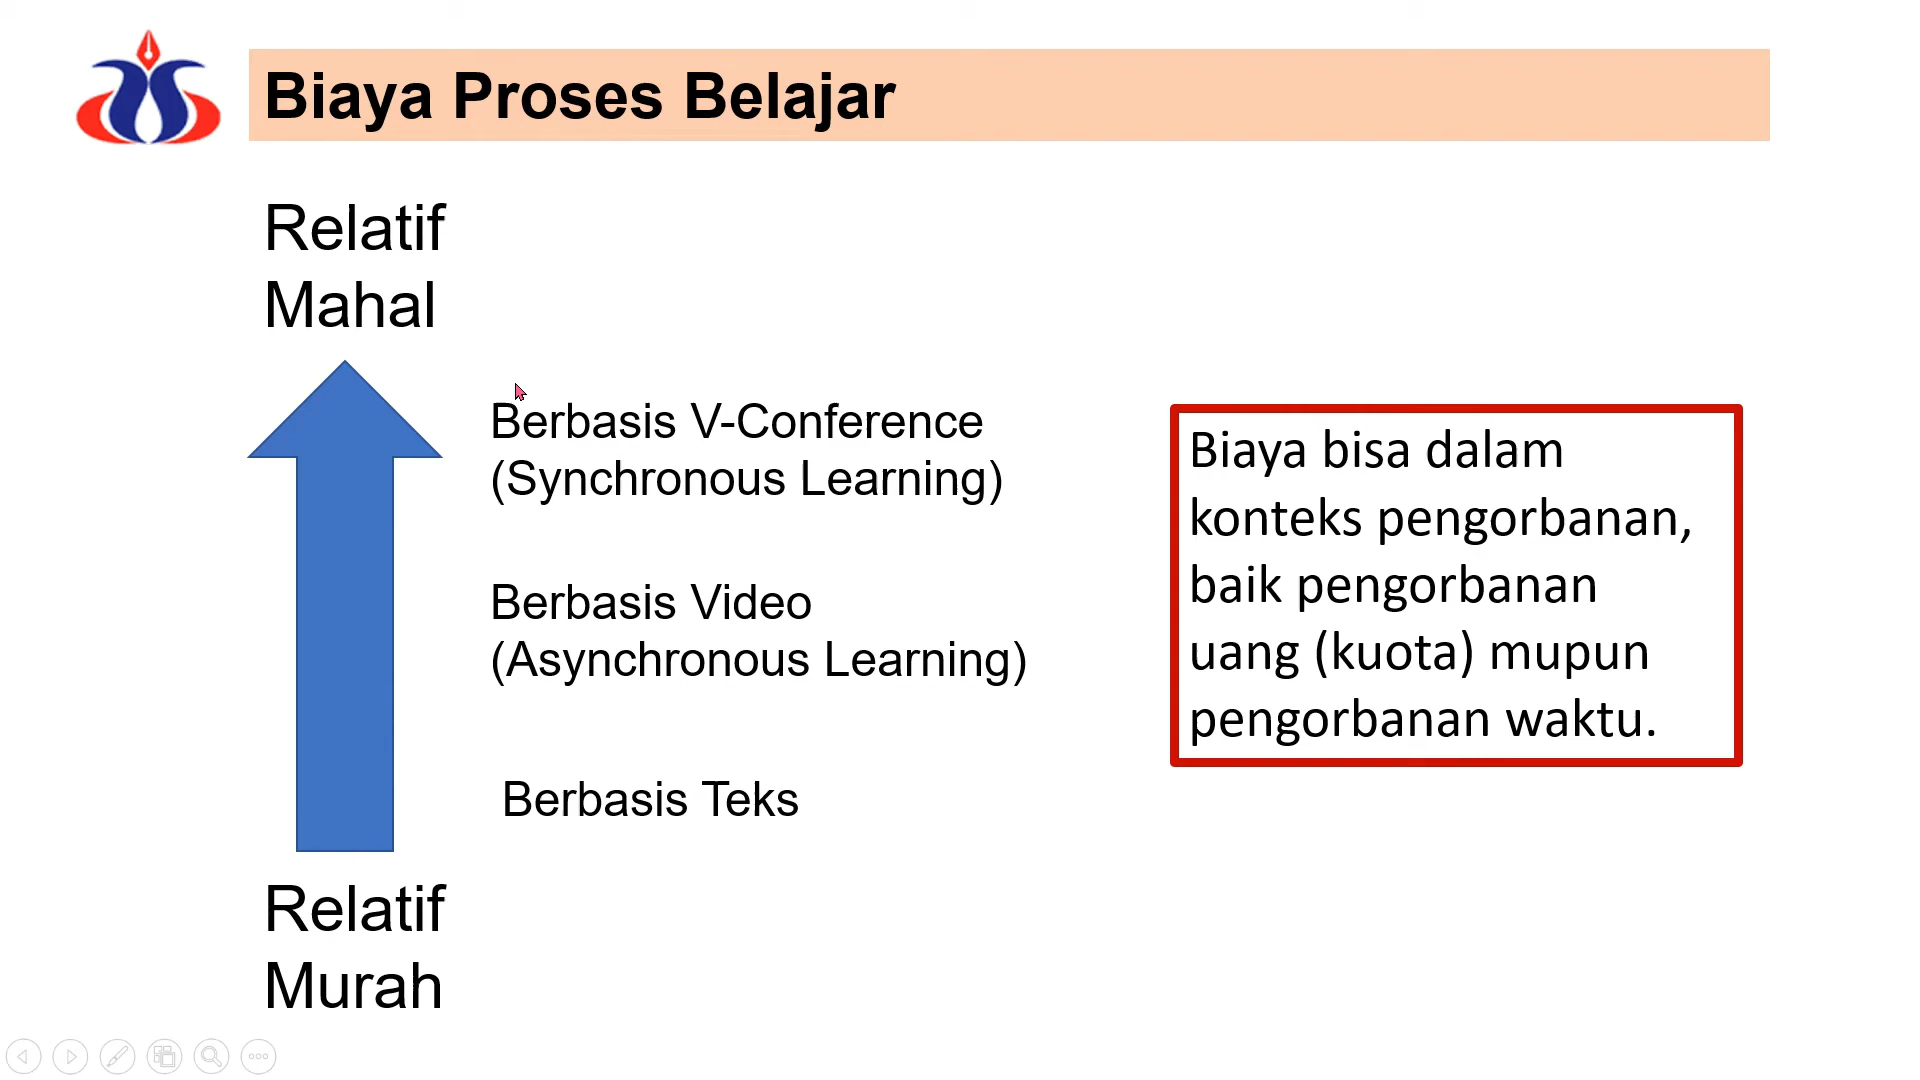 Biaya Proses Belajar
Relatif
Mahal
Berbasis V-Conference
(Synchronous Learning)
Berbasis Video
(Asynchronous Learning)
Berbasis Teks
Relatif
Murah
Biaya bisa dalam
konteks pengorbanan,
baik pengorbanan
uang (kuota) mupun
pengorbanan waktu.